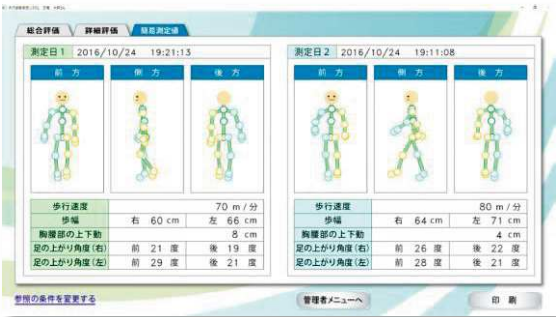 総合評価 詳細評価 簡易測定値
測定日1 2016/10/24 19:21:13
前方 側方 後方
歩行速度 70 m/分
歩幅 右 60 cm 左 66 cm
胸腰部の上下動 8 cm
足の上がり角度(右) 前 21 度 後 19 度
足の上がり角度(左) 前 29 度 後 21 度
測定日2 2016/10/24 19:11:08
前方 側方 後方
歩行速度 80 m/分
歩幅 右 64 cm 左 71 cm
胸腰部の上下動 4 cm
足の上がり角度(右) 前 26 度 後 22 度
足の上がり角度(左) 前 28 度 後 21 度
参照の条件を変更する
管理者メニューへ
印刷